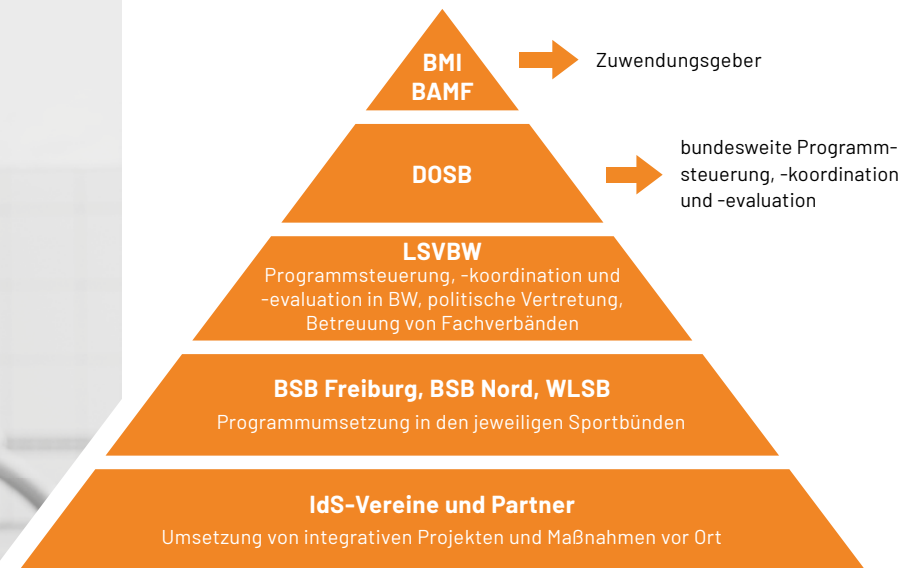 BMI
BAMF
Zuwendungsgeber
DOSB
bundesweite Programm-
steuerung, -koordination
und -evaluation
LSVBW
Programmsteuerung, -koordination und
-evaluation in BW, politische Vertretung,
Betreuung von Fachverbänden
BSB Freiburg, BSB Nord, WLSB
Programmumsetzung in den jeweiligen Sportbünden
IdS-Vereine und Partner
Umsetzung von integrativen Projekten und Maßnahmen vor Ort